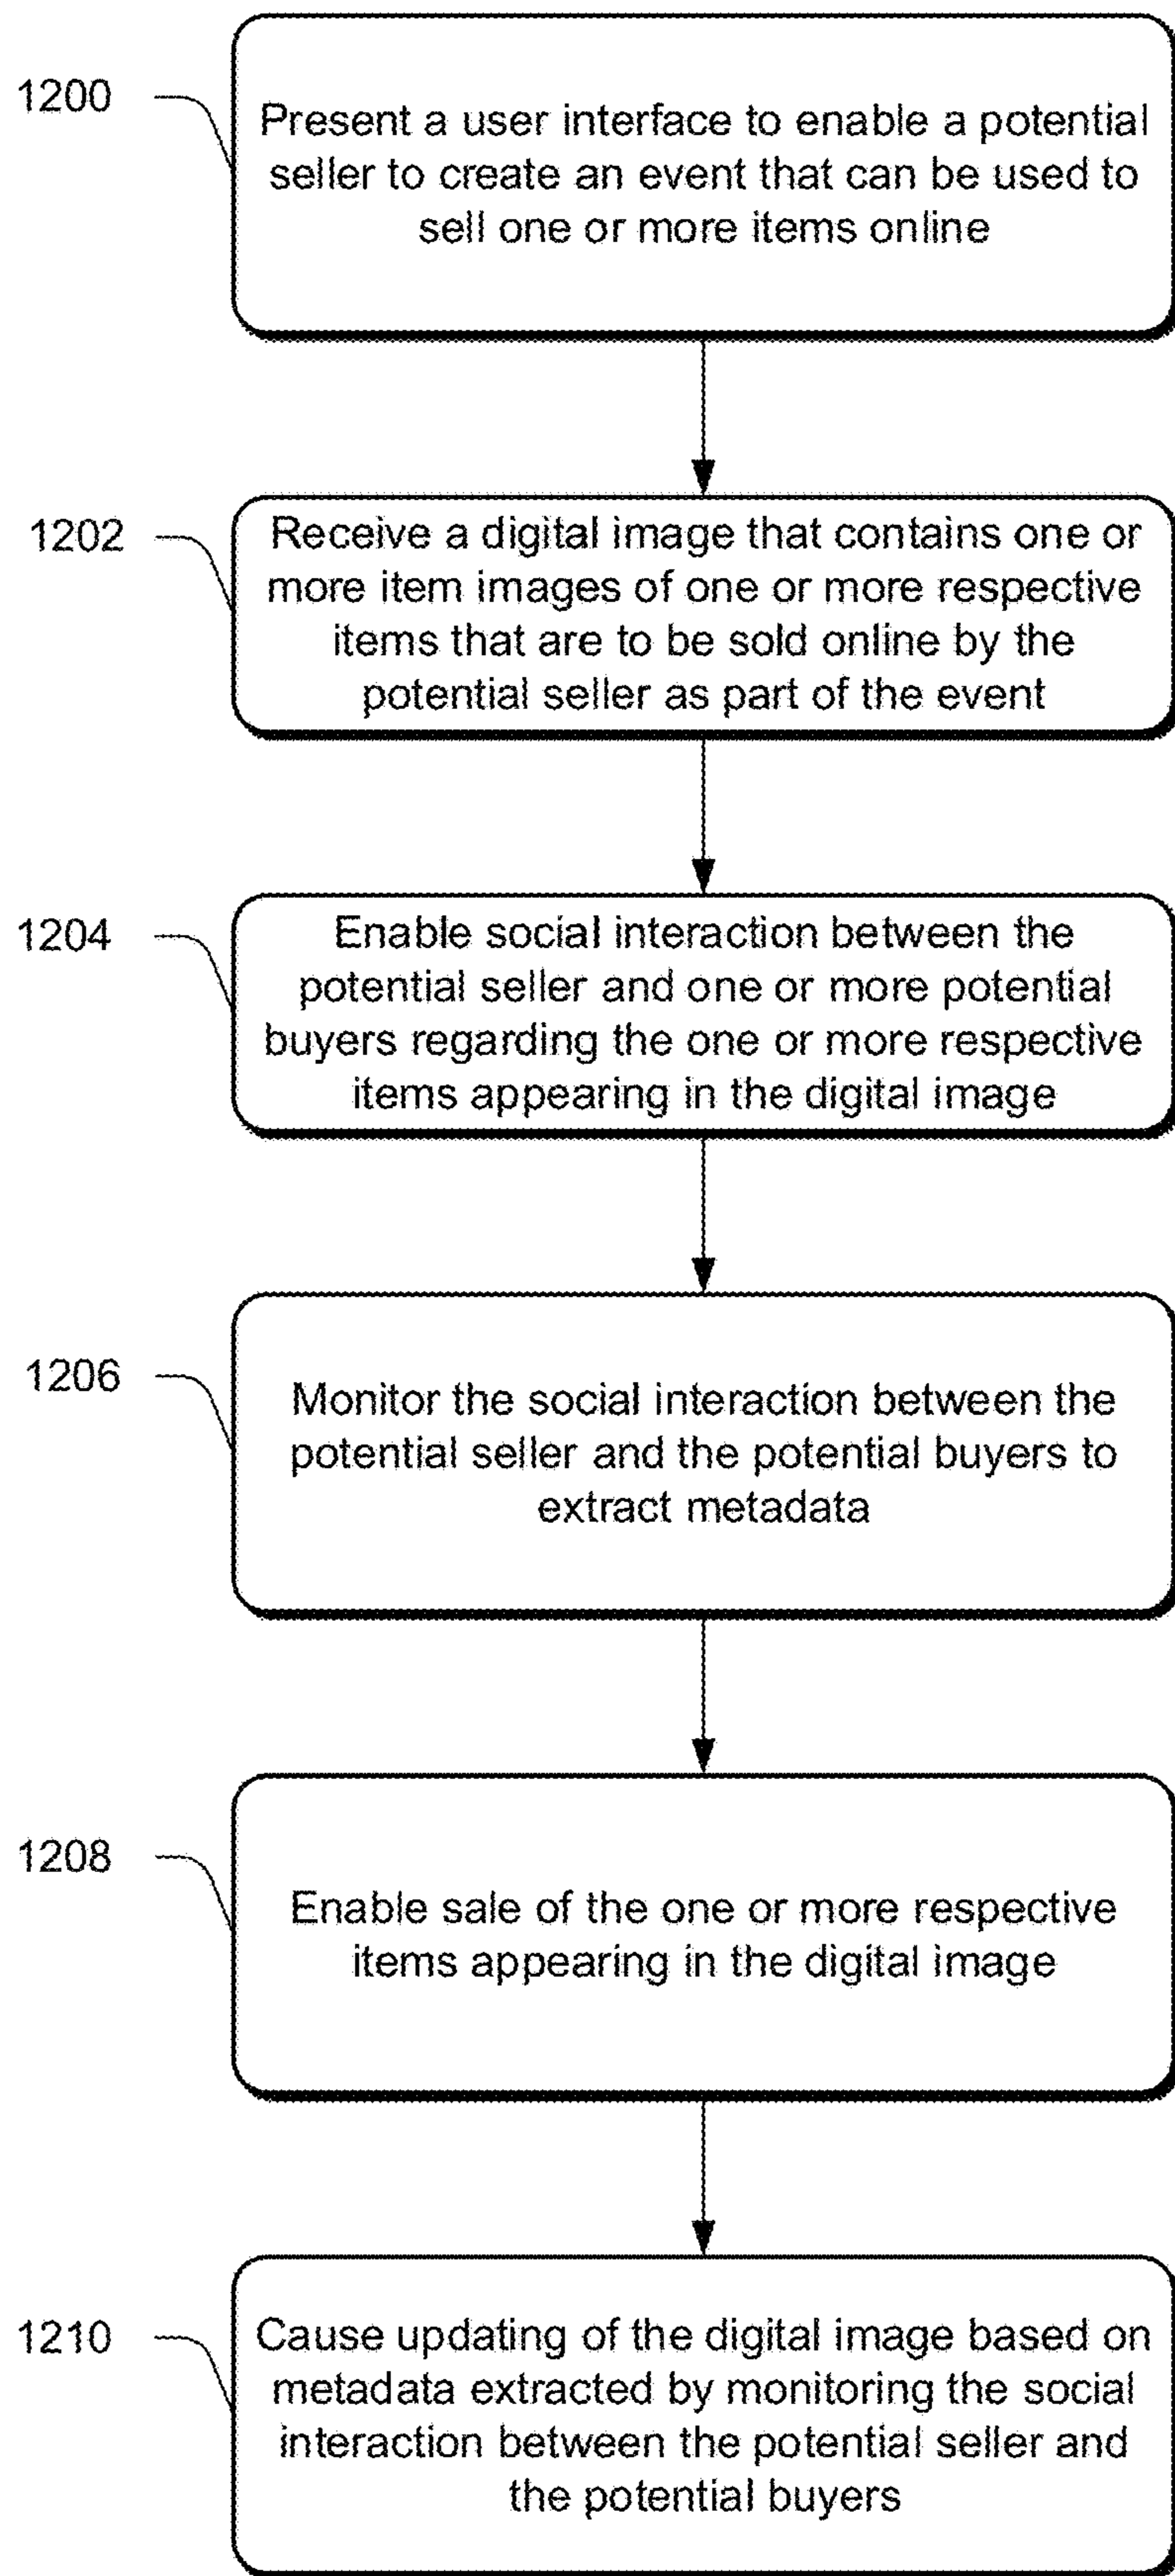 1200
Present a user interface to enable a potential
seller to create an event that can be used to
sell one or more items online
1202
Receive a digital image that contains one or
more item images of one or more respective
items that are to be sold online by the
potential seller as part of the event
1204
Enable social interaction between the
potential seller and one or more potential
buyers regarding the one or more respective
items appearing in the digital image
1206
Monitor the social interaction between the
potential seller and the potential buyers to
extract metadata
1208
Enable sale of the one or more respective
items appearing in the digital image
1210
Cause updating of the digital image based on
metadata extracted by monitoring the social
interaction between the potential seller and
the potential buyers